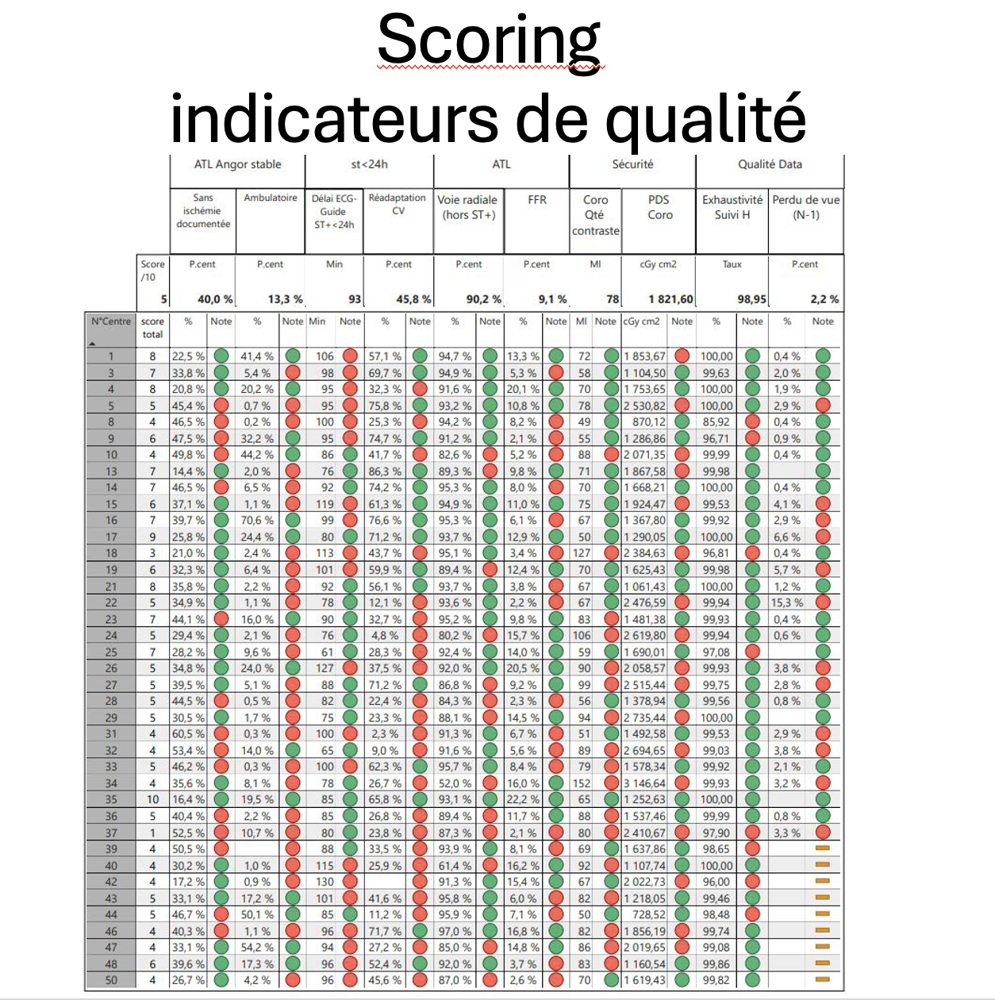 Scoring
indicateurs de qualité
ATL Angor stable st<24h ATL Sécurité Qualité Data
Sans ischémie documentée Ambulatoire Délai ECG-Guide ST+<24h Réadaptation CV Voie radiale (hors ST+) FFR Coro Qté contraste PDS Coro Exhaustivité Suivi H Perdu de vue (N-1)
Score /10 P.cent P.cent Min P.cent P.cent P.cent Ml cGy cm2 Taux P.cent
5 40,0 % 13,3 % 93 45,8 % 90,2 % 9,1 % 78 1 821,60 98,95 2,2 %
N°Centre score total % Note % Note Min Note % Note % Note % Note Ml Note cGy cm2 Note % Note % Note
1 8 22,5 % 41,4 % 106 57,1 % 94,7 % 13,3 % 72 1 853,67 100,00 0,4 %
3 7 33,8 % 5,4 % 98 69,7 % 94,9 % 5,3 % 58 1 104,50 99,63 2,0 %
4 8 20,8 % 20,2 % 95 32,3 % 91,6 % 20,1 % 70 1 753,65 100,00 1,9 %
5 5 45,4 % 0,7 % 95 75,8 % 93,2 % 10,8 % 78 2 530,82 100,00 2,9 %
8 4 46,5 % 0,2 % 100 25,3 % 94,2 % 8,2 % 49 870,12 85,92 0,4 %
9 6 47,5 % 32,2 % 95 74,7 % 91,2 % 2,1 % 55 1 286,86 96,71 0,9 %
10 4 49,8 % 44,2 % 86 41,7 % 82,6 % 5,2 % 88 2 071,35 99,99 0,4 %
13 7 14,4 % 2,0 % 76 86,3 % 89,3 % 9,8 % 71 1 867,58 99,98
14 7 46,5 % 6,5 % 92 74,2 % 95,3 % 8,0 % 70 1 668,21 100,00 0,4 %
15 6 37,1 % 1,1 % 119 61,3 % 94,9 % 11,0 % 75 1 924,47 99,53 4,1 %
16 7 39,7 % 70,6 % 99 76,6 % 95,3 % 6,1 % 67 1 367,80 99,92 2,9 %
17 9 25,8 % 24,4 % 80 71,2 % 93,7 % 12,9 % 50 1 290,05 100,00 6,6 %
18 3 21,0 % 2,4 % 113 43,7 % 95,1 % 3,4 % 127 2 384,63 96,81 0,4 %
19 6 32,3 % 6,4 % 101 59,9 % 89,4 % 12,4 % 70 1 625,43 99,98 5,7 %
21 8 35,8 % 2,2 % 92 56,1 % 93,7 % 3,8 % 67 1 061,43 100,00 1,2 %
22 5 34,9 % 1,1 % 78 12,1 % 93,6 % 2,2 % 67 2 476,59 99,94 15,3 %
23 7 44,1 % 16,0 % 90 32,7 % 95,2 % 9,8 % 83 1 481,38 99,93 0,4 %
24 5 29,4 % 2,1 % 76 4,8 % 80,2 % 15,7 % 106 2 619,80 99,94 0,6 %
25 7 28,2 % 9,6 % 61 28,3 % 92,4 % 14,0 % 59 1 690,01 97,08
26 5 34,8 % 24,0 % 127 37,5 % 92,0 % 20,5 % 90 2 058,57 99,93 3,8 %
27 5 39,5 % 5,1 % 88 71,2 % 86,8 % 9,2 % 99 2 515,44 99,75 2,8 %
28 5 44,5 % 0,5 % 82 22,4 % 84,3 % 2,3 % 56 1 378,94 99,56 0,8 %
29 5 30,5 % 1,7 % 75 23,3 % 88,1 % 14,5 % 94 2 735,44 100,00
31 4 60,5 % 0,3 % 100 2,3 % 91,3 % 6,7 % 51 1 492,58 99,53 2,9 %
32 4 53,4 % 14,0 % 65 9,0 % 91,6 % 5,6 % 89 2 694,65 99,03 3,8 %
33 5 46,2 % 0,3 % 100 62,3 % 95,7 % 8,4 % 79 1 578,34 99,92 2,1 %
34 4 35,6 % 8,1 % 78 26,7 % 52,0 % 16,0 % 152 3 146,64 99,93 3,2 %
35 10 16,4 % 19,5 % 85 65,8 % 93,1 % 22,2 % 65 1 252,63 100,00
36 5 40,4 % 2,2 % 85 26,8 % 89,4 % 11,7 % 88 1 537,46 99,99 0,8 %
37 1 52,5 % 10,7 % 80 23,8 % 87,3 % 2,1 % 80 2 410,67 97,90 3,3 %
39 4 50,5 % 88 33,5 % 93,9 % 8,1 % 69 1 637,86 98,65
40 4 30,2 % 1,0 % 115 25,9 % 61,4 % 16,2 % 92 1 107,74 100,00
42 4 17,2 % 0,9 % 130 91,3 % 15,4 % 67 2 022,73 96,00
43 5 33,1 % 17,2 % 101 41,6 % 95,8 % 6,0 % 82 1 218,05 99,46
44 5 46,7 % 50,1 % 85 11,2 % 95,9 % 7,1 % 50 728,52 98,48
46 4 40,3 % 1,1 % 96 71,7 % 97,0 % 16,8 % 82 1 856,19 99,74
47 4 33,1 % 54,2 % 94 27,2 % 85,0 % 14,8 % 86 2 019,65 99,08
48 6 39,6 % 17,3 % 96 52,4 % 92,0 % 3,7 % 83 1 160,54 99,86
50 4 26,7 % 4,2 % 96 45,6 % 87,0 % 2,6 % 70 1 619,43 99,82